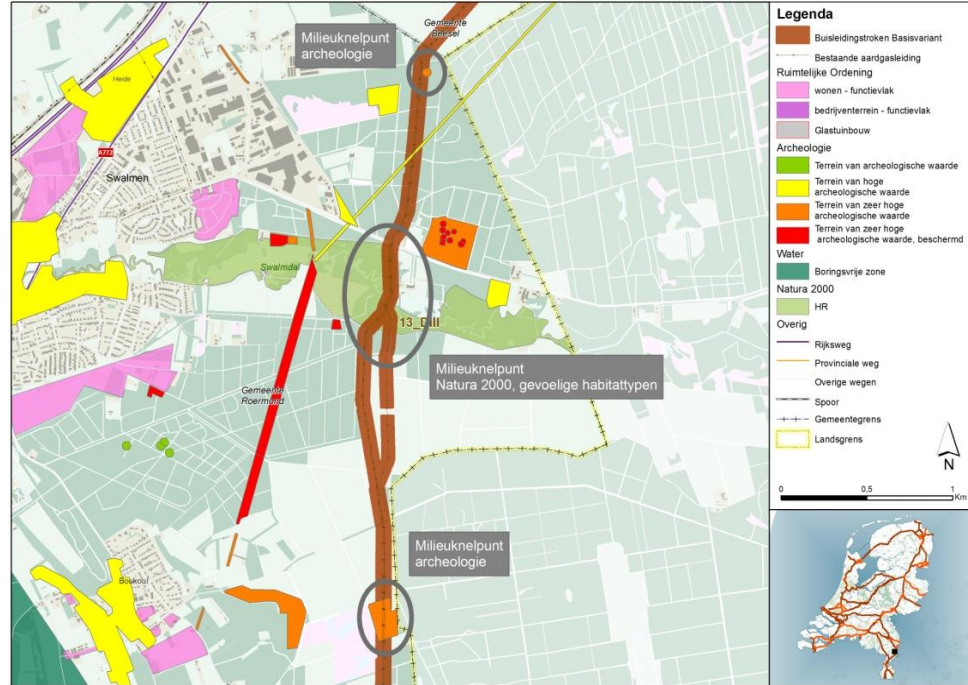 Gemeente
Beesel
Milieuknelpunt
archeologie
Heide
A773
Swalmen
Swalmdal
13_Dill
Milieuknelpunt
Natura 2000, gevoelige habitattypen
Gemeente
Roermond
Milieuknelpunt
archeologie
Boukoul
Legenda
Buisleidingstroken Basisvariant
Bestaande aardgasleiding
Ruimtelijke Ordening
wonen - functievlak
bedrijventerrein - functievlak
Glastuinbouw
Archeologie
Terrein van archeologische waarde
Terrein van hoge
archeologische waarde
Terrein van zeer hoge
archeologische waarde
Terrein van zeer hoge
archeologische waarde, beschermd
Water
Boringsvrije zone
Natura 2000
HR
Overig
Rijksweg
Provinciale weg
Overige wegen
Spoor
Gemeentegrens
Landsgrens
N
0 0,5 1
Km